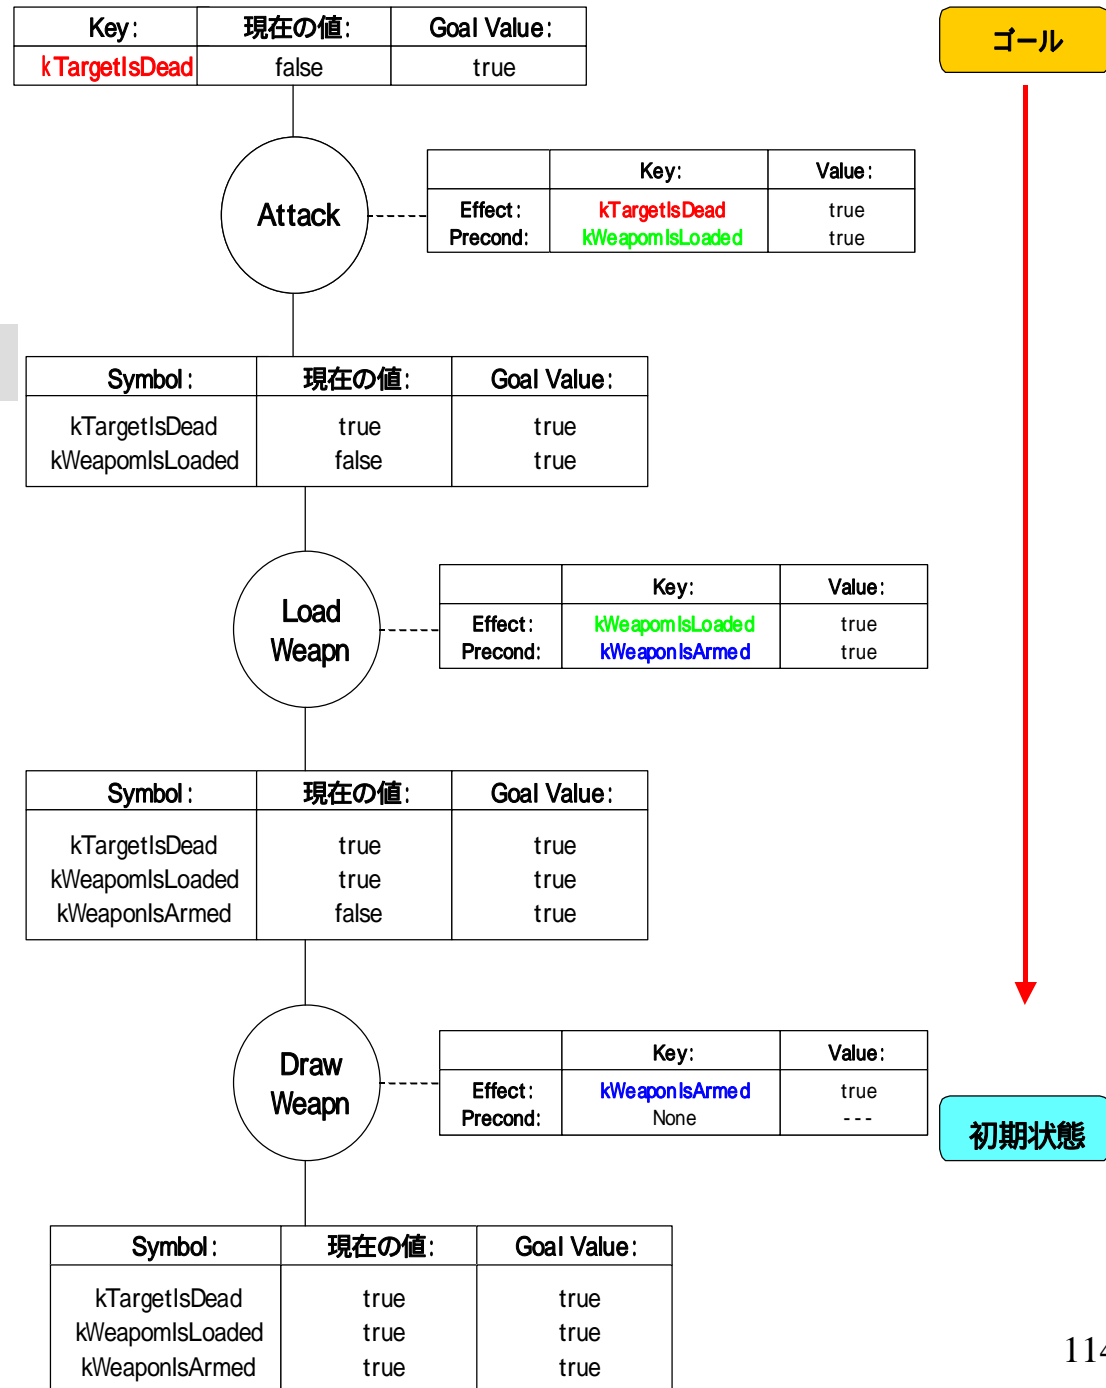 Key: 現在の値: Goal Value:
kTargetIsDead false true
ゴール
Attack
Key: Value:
Effect: kTargetIsDead true
Precond: kWeapomIsLoaded true
Symbol: 現在の値: Goal Value:
kTargetIsDead true true
kWeapomIsLoaded false true
Load
Weapn
Key: Value:
Effect: kWeapomIsLoaded true
Precond: kWeaponIsArmed true
Symbol: 現在の値: Goal Value:
kTargetIsDead true true
kWeapomIsLoaded true true
kWeaponIsArmed false true
Draw
Weapn
Key: Value:
Effect: kWeaponIsArmed true
Precond: None ---
初期状態
Symbol: 現在の値: Goal Value:
kTargetIsDead true true
kWeapomIsLoaded true true
kWeaponIsArmed true true
114